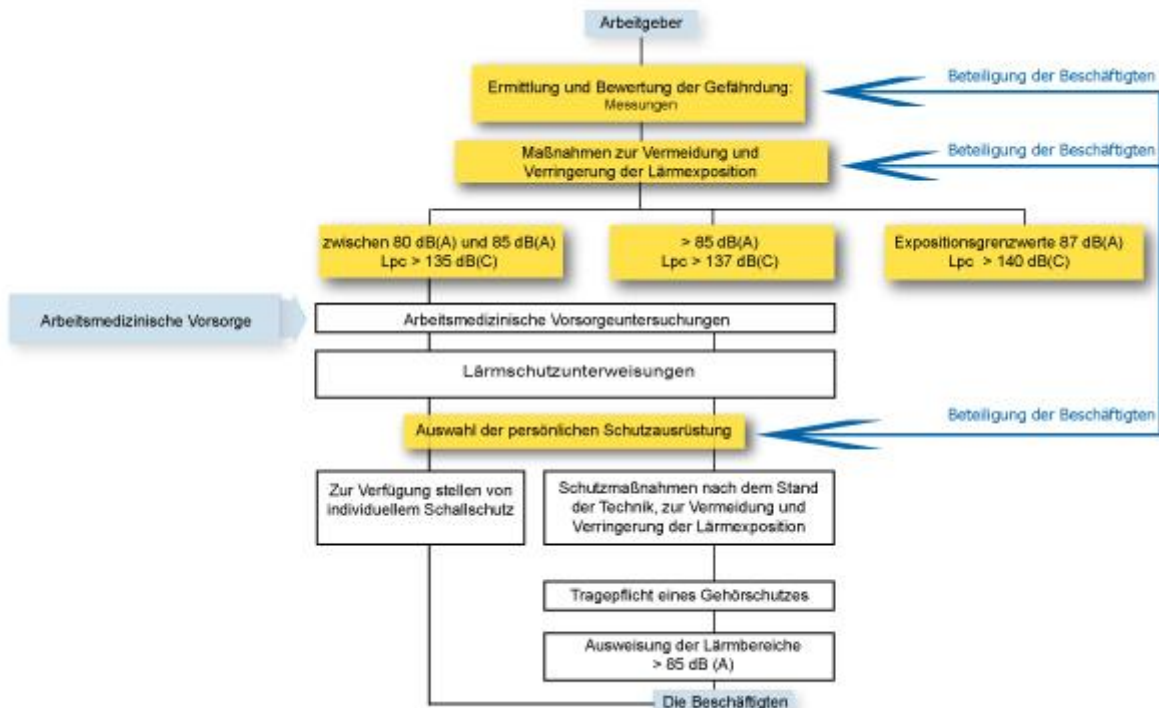 Arbeitgeber
Ermittlung und Bewertung der Gefährdung:
Messungen
Beteiligung der Beschäftigten
Maßnahmen zur Vermeidung und
Verringerung der Lärmexposition
Beteiligung der Beschäftigten
zwischen 80 dB(A) und 85 dB(A)
Lpc > 135 dB(C)
> 85 dB(A)
Lpc > 137 dB(C)
Expositionsgrenzwerte 87 dB(A)
Lpc > 140 dB(C)
Arbeitsmedizinische Vorsorge
Arbeitsmedizinische Vorsorgeuntersuchungen
Lärmschutzunterweisungen
Auswahl der persönlichen Schutzausrüstung
Beteiligung der Beschäftigten
Zur Verfügung stellen von
individuellem Schallschutz
Schutzmaßnahmen nach dem Stand
der Technik, zur Vermeidung und
Verringerung der Lärmexposition
Tragepflicht eines Gehörschutzes
Ausweisung der Lärmbereiche
> 85 dB (A)
Die Beschäftigten